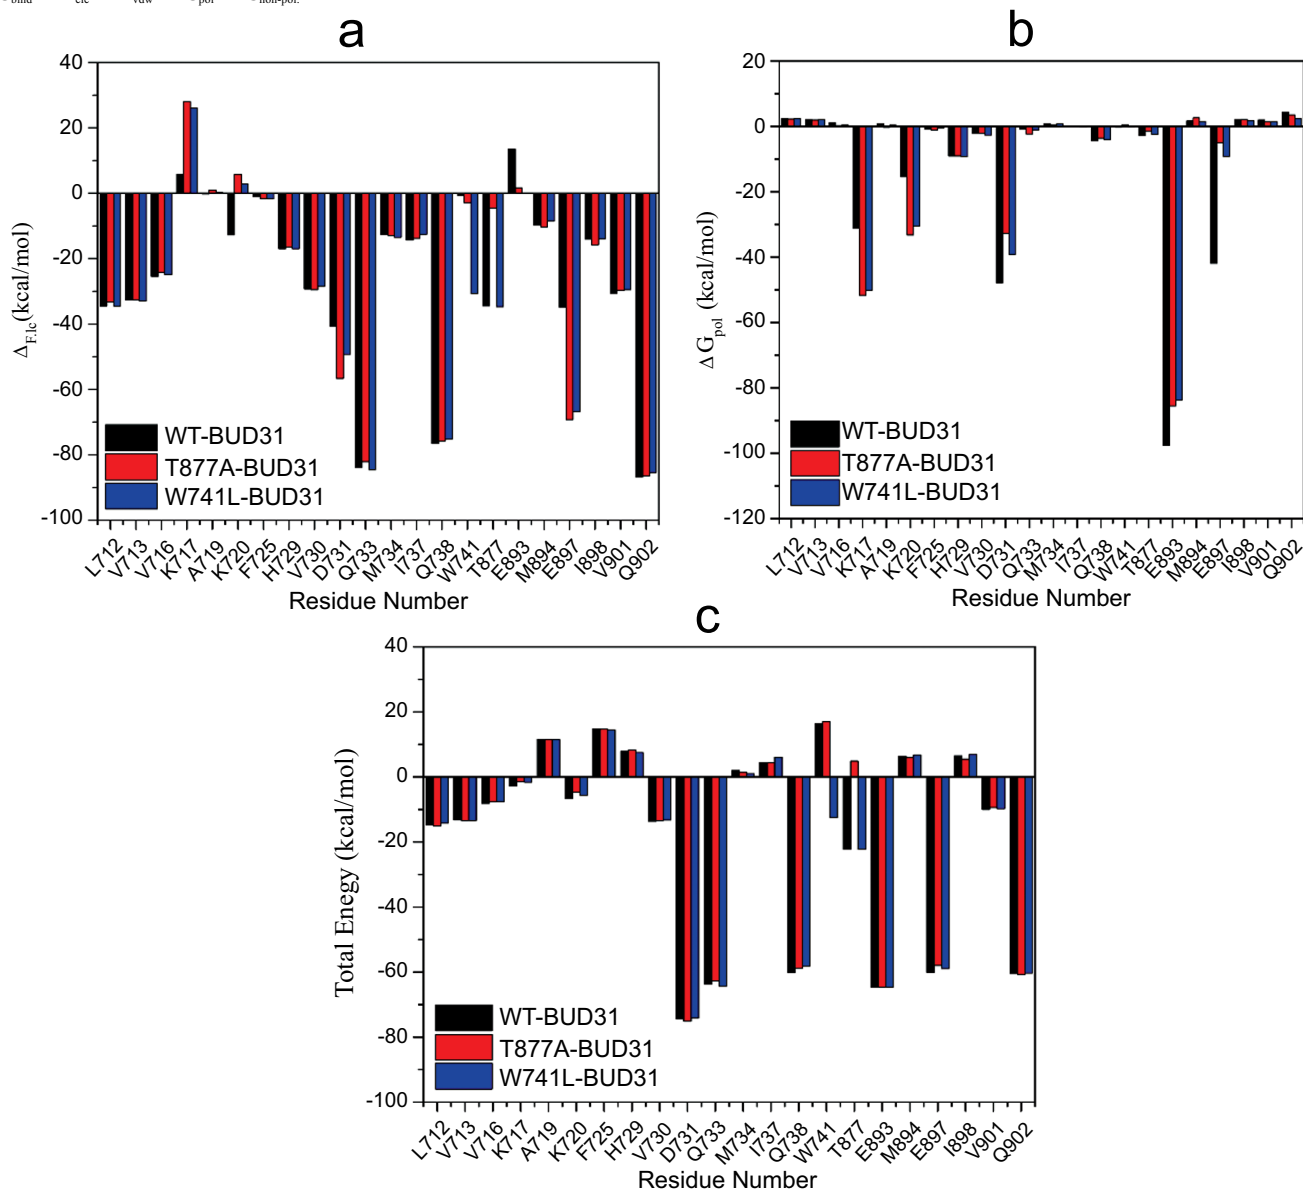 a
40
20
0
-20
-40
-60
-80
-100
Δ_Elc(kcal/mol)
WT-BUD31
T877A-BUD31
W741L-BUD31
L712 V713 V716 K717 A719 K720 F725 H729 V730 D731 Q733 M734 I737 Q738 W741 T877 E893 M894 E897 I898 V901 Q902
Residue Number
b
20
0
-20
-40
-60
-80
-100
-120
ΔG_pol (kcal/mol)
WT-BUD31
T877A-BUD31
W741L-BUD31
L712 V713 V716 K717 A719 K720 F725 H729 V730 D731 Q733 M734 I737 Q738 W741 T877 E893 M894 E897 I898 V901 Q902
Residue Number
c
40
20
0
-20
-40
-60
-80
-100
Total Enegy (kcal/mol)
WT-BUD31
T877A-BUD31
W741L-BUD31
L712 V713 V716 K717 A719 K720 F725 H729 V730 D731 Q733 M734 I737 Q738 W741 T877 E893 M894 E897 I898 V901 Q902
Residue Number